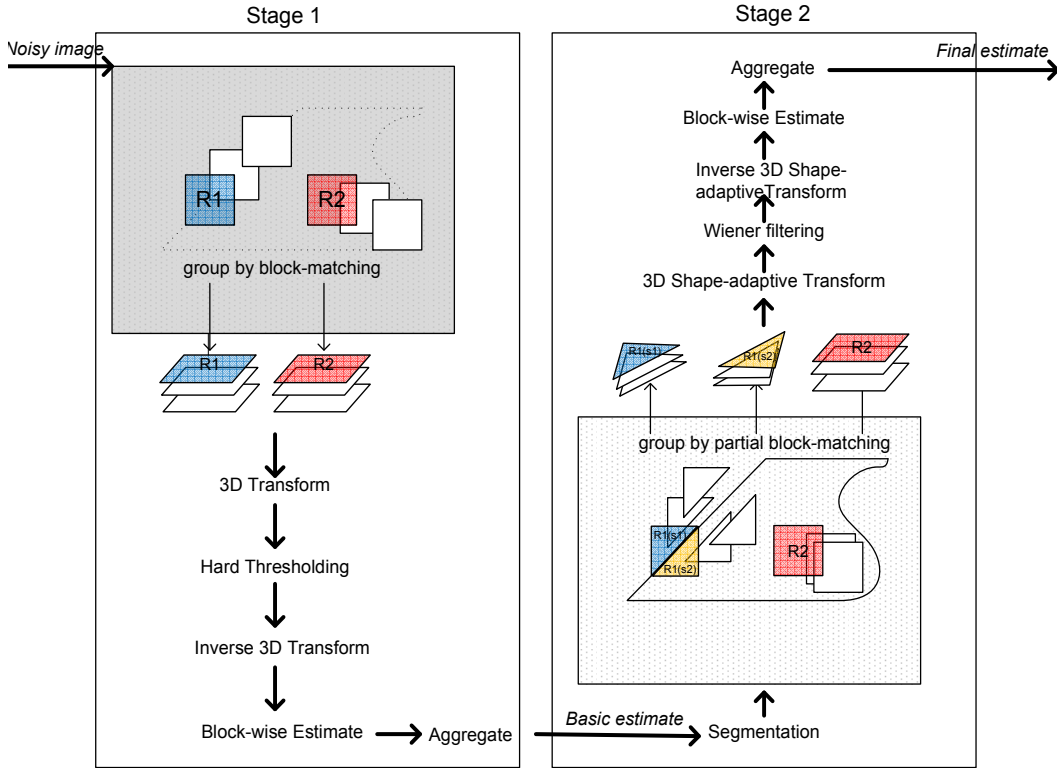 Stage 1
Noisy image
R1
R2
group by block-matching
R1
R2
3D Transform
Hard Thresholding
Inverse 3D Transform
Block-wise Estimate
Aggregate
Basic estimate
Stage 2
Final estimate
Aggregate
Block-wise Estimate
Inverse 3D Shape-
adaptiveTransform
Wiener filtering
3D Shape-adaptive Transform
R1(s1)
R1(s2)
R2
group by partial block-matching
R1(s1)
R1(s2)
R2
Segmentation